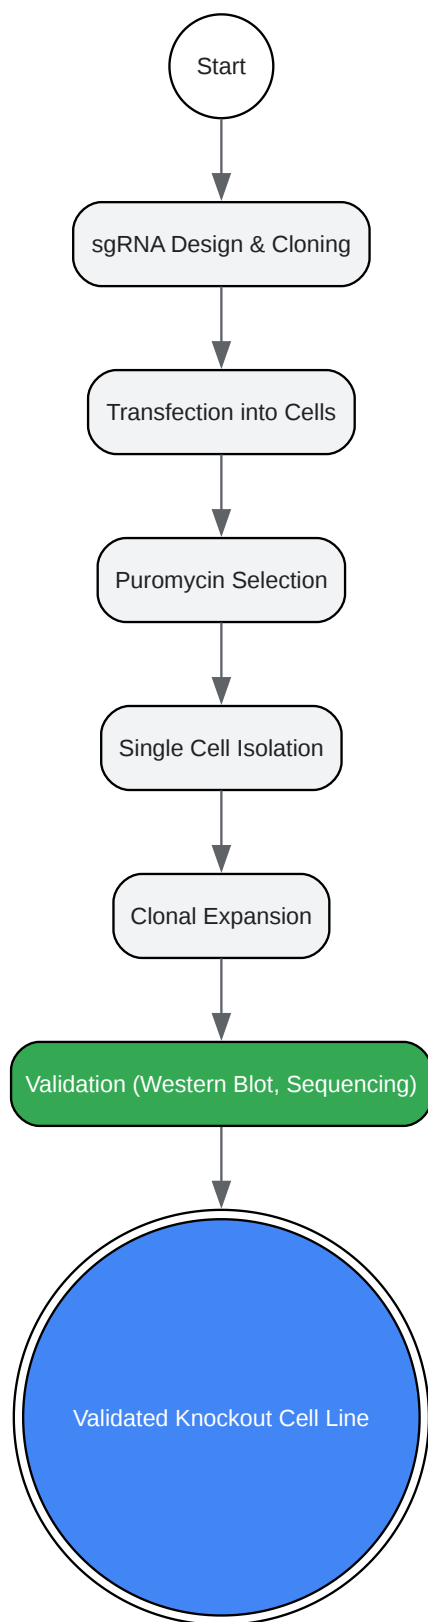 Start
sgRNA Design & Cloning
Transfection into Cells
Puromycin Selection
Single Cell Isolation
Clonal Expansion
Validation (Western Blot, Sequencing)
Validated Knockout Cell Line